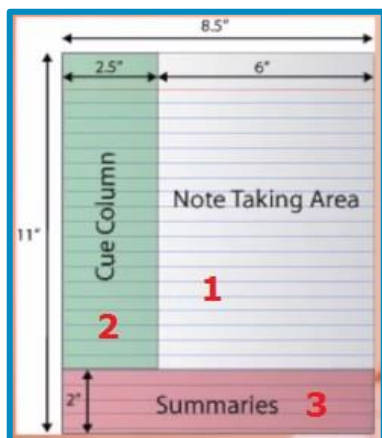 8.5”
2.5”
6”
Cue Column
Note Taking Area
11”
1
2
2”
Summaries 3